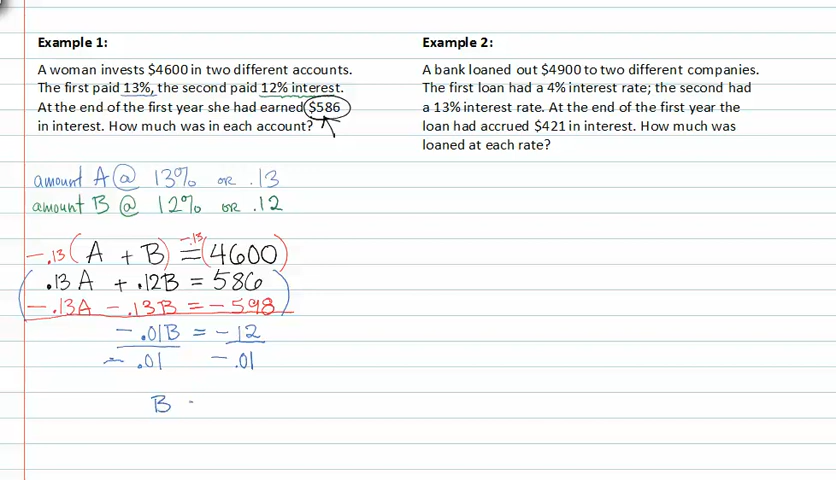 Example 1:
A woman invests $4600 in two different accounts.
The first paid 13%, the second paid 12% interest.
At the end of the first year she had earned $586
in interest. How much was in each account?
amount A @ 13% or .13
amount B @ 12% or .12
-.13(A + B) = -.13(4600)
.13A + .12B = 586
-.13A - .13B = -598
-.01B = -12
-.01 -.01
B
Example 2:
A bank loaned out $4900 to two different companies.
The first loan had a 4% interest rate; the second had
a 13% interest rate. At the end of the first year the
loan had accrued $421 in interest. How much was
loaned at each rate?